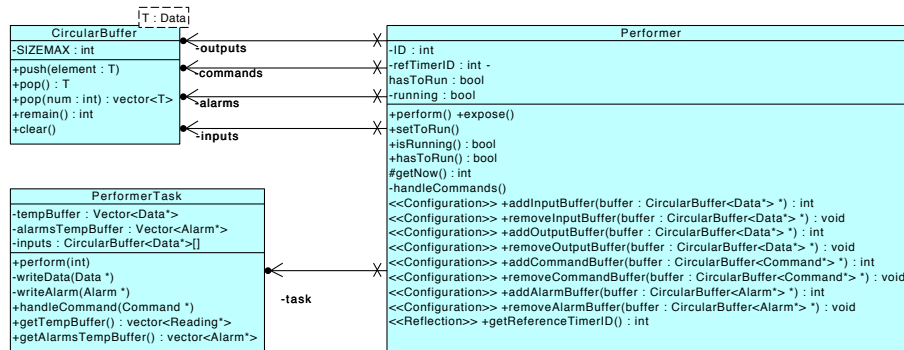 T : Data
CircularBuffer
-SIZEMAX : int
+push(element : T)
+pop() : T
+pop(num : int) : vector<T>
+remain() : int
+clear()
-outputs
-commands
-alarms
-inputs
Performer
-ID : int
-refTimerID : int -
hasToRun : bool
-running : bool
+perform() +expose()
+setToRun()
+isRunning() : bool
+hasToRun() : bool
#getNow() : int
-handleCommands()
<<Configuration>> +addInputBuffer(buffer : CircularBuffer<Data*> *) : int
<<Configuration>> +removeInputBuffer(buffer : CircularBuffer<Data*> *) : void
<<Configuration>> +addOutputBuffer(buffer : CircularBuffer<Data*> *) : int
<<Configuration>> +removeOutputBuffer(buffer : CircularBuffer<Data*> *) : void
<<Configuration>> +addCommandBuffer(buffer : CircularBuffer<Command*> *) : int
<<Configuration>> +removeCommandBuffer(buffer : CircularBuffer<Command*> *) : void
<<Configuration>> +addAlarmBuffer(buffer : CircularBuffer<Alarm*> *) : int
<<Configuration>> +removeAlarmBuffer(buffer : CircularBuffer<Alarm*> *) : void
<<Reflection>> +getReferenceTimerID() : int
PerformerTask
-tempBuffer : Vector<Data*>
-alarmsTempBuffer : Vector<Alarm*>
-inputs : CircularBuffer<Data*>[]
+perform(int)
-writeData(Data *)
-writeAlarm(Alarm *)
+handleCommand(Command *)
+getTempBuffer() : vector<Reading*>
+getAlarmsTempBuffer() : vector<Alarm*>
-task